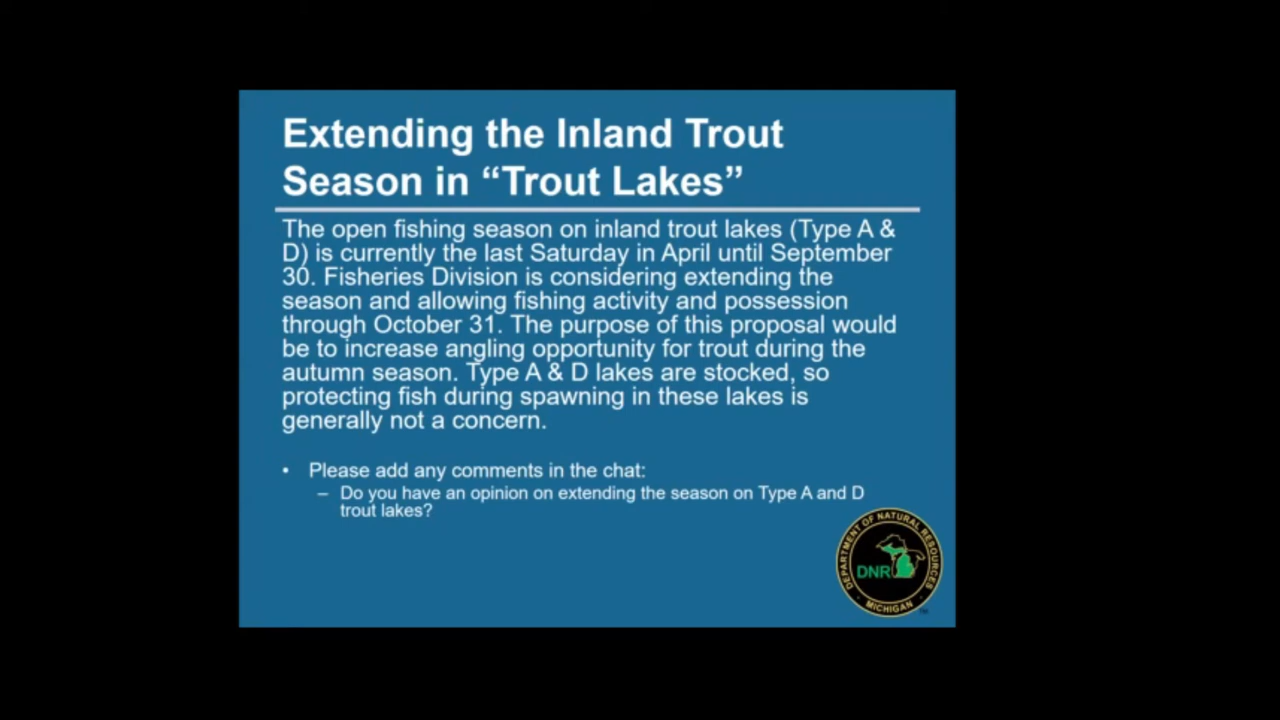 Extending the Inland Trout
Season in “Trout Lakes”
The open fishing season on inland trout lakes (Type A &
D) is currently the last Saturday in April until September
30. Fisheries Division is considering extending the
season and allowing fishing activity and possession
through October 31. The purpose of this proposal would
be to increase angling opportunity for trout during the
autumn season. Type A & D lakes are stocked, so
protecting fish during spawning in these lakes is
generally not a concern.
• Please add any comments in the chat:
– Do you have an opinion on extending the season on Type A and D
trout lakes?
DEPARTMENT OF NATURAL RESOURCES
DNR
MICHIGAN